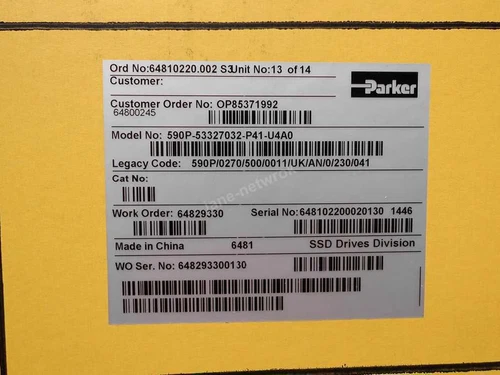 Ord No:64810220.002 S3Unit No:13 of 14
Customer:
Parker
Customer Order No: OP85371992
64800245
Model No: 590P-53327032-P41-U4A0
Legacy Code: 590P/0270/500/0011/UK/AN/0/230/041
Cat No:
Work Order: 64829330 Serial No:648102200020130 1446
Made in China 6481 SSD Drives Division
WO Ser. No: 648293300130